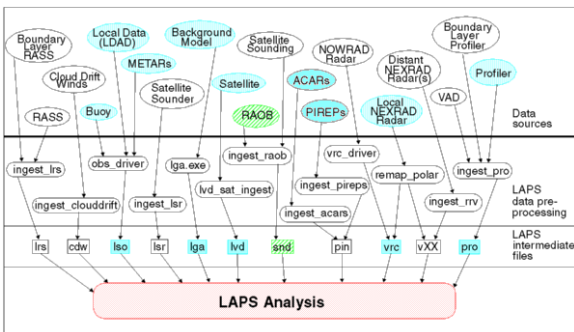 Boundary
Layer
RASS
Local Data
(LDAD)
Background
Model
Satellite
Sounding
NOWRAD
Radar
Boundary
Layer
Profiler
Cloud Drift
Winds
METARs
Satellite
Sounder
Satellite
ACARs
Distant
NEXRAD
Radar(s)
Profiler
RASS
Buoy
RAOB
PIREPs
Local
NEXRAD
Radar
VAD
Data
sources
ingest_lrs
obs_driver
lga.exe
ingest_raob
vrc_driver
remap_polar
ingest_pro
ingest_clouddrift
ingest_lsr
lvd_sat_ingest
ingest_acars
ingest_pireps
ingest_rrv
LAPS
data pre-
processing
lrs
cdw
lso
lsr
lga
lvd
snd
pin
vrc
vXX
pro
LAPS
intermediate
files
LAPS Analysis